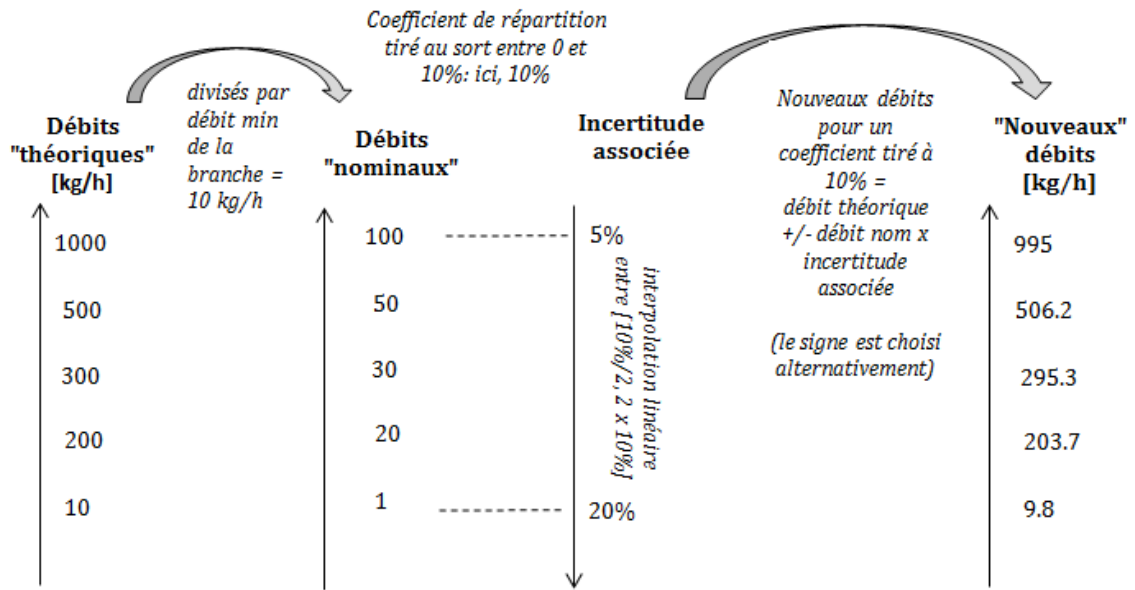 Coefficient de répartition
tiré au sort entre 0 et
10%: ici, 10%
Débits
"théoriques"
[kg/h]
divisés par
débit min
de la
branche =
10 kg/h
Débits
"nominaux"
Incertitude
associée
Nouveaux débits
pour un
coefficient tiré à
10% =
débit théorique
+/- débit nom x
incertitude
associée
(le signe est choisi
alternativement)
"Nouveaux"
débits
[kg/h]
1000
500
300
200
10
100
50
30
20
1
5%
20%
interpolation linéaire
entre [10%/2, 2 x 10%]
995
506.2
295.3
203.7
9.8